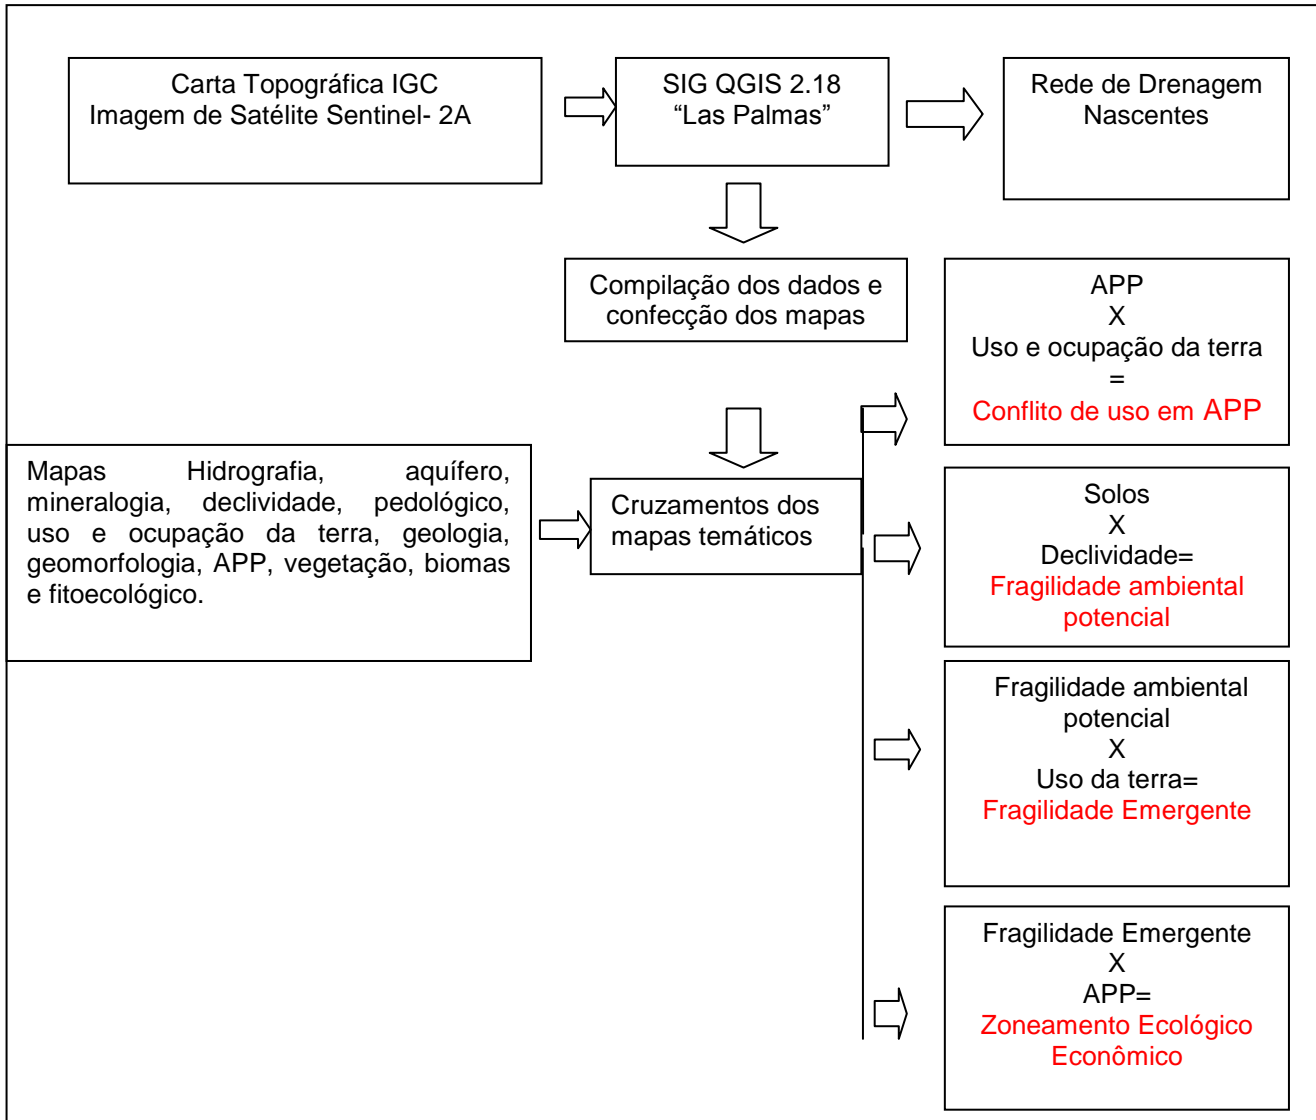 Carta Topográfica IGC
Imagem de Satélite Sentinel- 2A
SIG QGIS 2.18
“Las Palmas”
Rede de Drenagem
Nascentes
Compilação dos dados e
confecção dos mapas
APP
X
Uso e ocupação da terra
=
Conflito de uso em APP
Mapas Hidrografia, aquífero,
mineralogia, declividade, pedológico,
uso e ocupação da terra, geologia,
geomorfologia, APP, vegetação, biomas
e fitoecológico.
Cruzamentos dos
mapas temáticos
Solos
X
Declividade=
Fragilidade ambiental
potencial
Fragilidade ambiental
potencial
X
Uso da terra=
Fragilidade Emergente
Fragilidade Emergente
X
APP=
Zoneamento Ecológico
Econômico